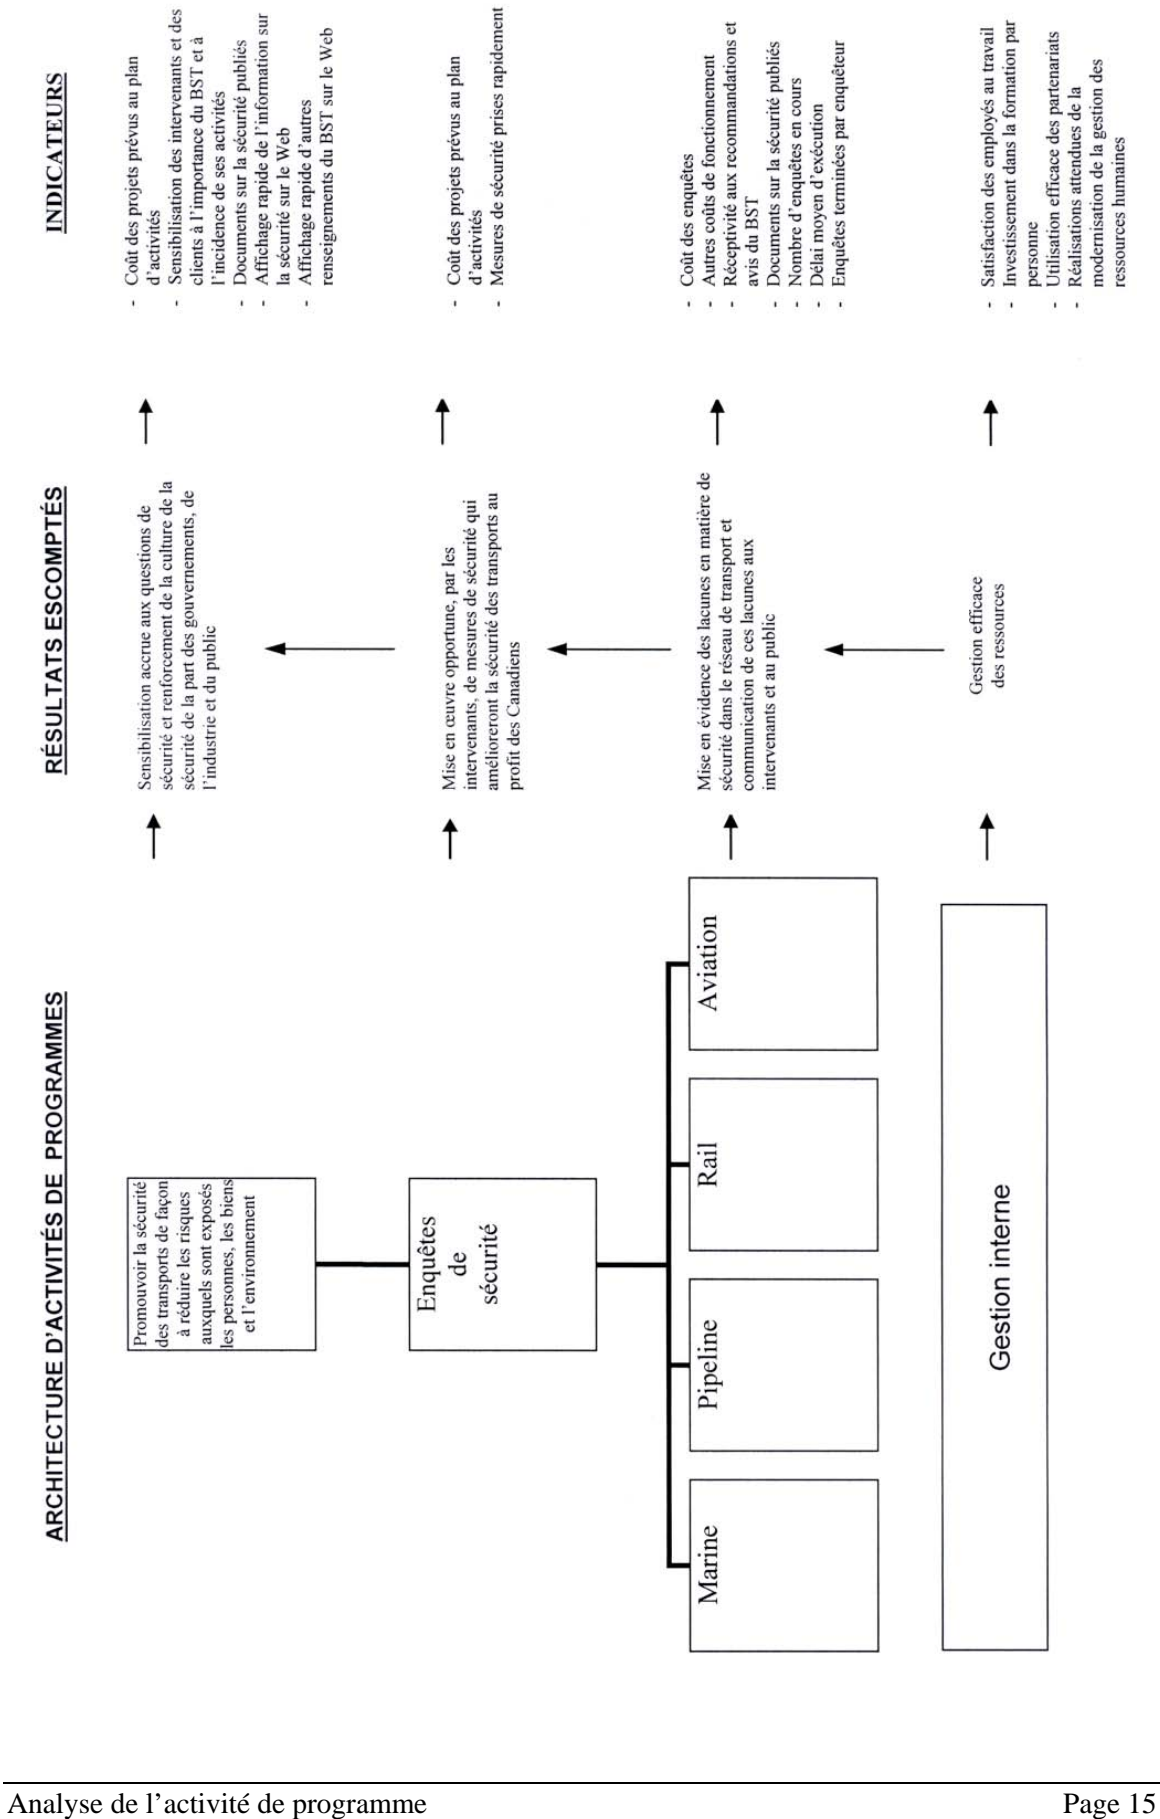 ARCHITECTURE D'ACTIVITÉS DE PROGRAMMES
RÉSULTATS ESCOMPTÉS
INDICATEURS
Promouvoir la sécurité
des transports de façon
à réduire les risques
auxquels sont exposés
les personnes, les biens
et l'environnement
Sensibilisation accrue aux questions de
sécurité et renforcement de la culture de la
sécurité de la part des gouvernements, de
l'industrie et du public
- Coût des projets prévus au plan
d'activités
- Sensibilisation des intervenants et des
clients à l'importance du BST et à
l'incidence de ses activités
- Documents sur la sécurité publiés
- Affichage rapide de l'information sur
la sécurité sur le Web
- Affichage rapide d'autres
renseignements du BST sur le Web
Enquêtes
de
sécurité
Mise en œuvre opportune, par les
intervenants, de mesures de sécurité qui
amélioreront la sécurité des transports au
profit des Canadiens
- Coût des projets prévus au plan
d'activités
- Mesures de sécurité prises rapidement
Marine
Pipeline
Rail
Aviation
Mise en évidence des lacunes en matière de
sécurité dans le réseau de transport et
communication de ces lacunes aux
intervenants et au public
- Coût des enquêtes
- Autres coûts de fonctionnement
- Réceptivité aux recommandations et
avis du BST
- Documents sur la sécurité publiés
- Nombre d'enquêtes en cours
- Délai moyen d'exécution
- Enquêtes terminées par enquêteur
Gestion interne
Gestion efficace
des ressources
- Satisfaction des employés au travail
- Investissement dans la formation par
personne
- Utilisation efficace des partenariats
- Réalisations attendues de la
modernisation de la gestion des
ressources humaines
Analyse de l'activité de programme
Page 15